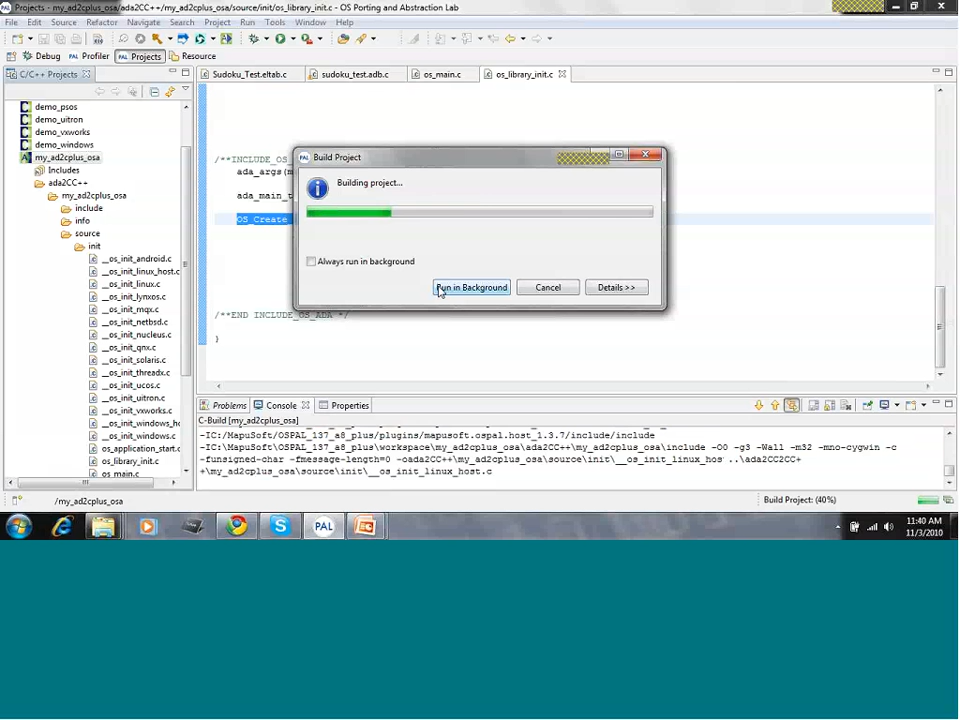 Projects - my_ad2cplus_osa/ada2CC++/my_ad2cplus_osa/source/init/os_library_init.c - OS Porting and Abstraction Lab
File Edit Source Refactor Navigate Search Project Run Tools Window Help
Debug PAL Profiler PAL Projects Resource
C/C++ Projects
Sudoku_Test.eltab.c
sudoku_test.adb.c
os_main.c
os_library_init.c
demo_psos
demo_uitron
demo_vxworks
demo_windows
my_ad2cplus_osa
Includes
ada2CC++
my_ad2cplus_osa
include
info
source
init
__os_init_android.c
__os_init_linux_host.c
__os_init_linux.c
__os_init_lynxos.c
__os_init_mqx.c
__os_init_netbsd.c
__os_init_nucleus.c
__os_init_qnx.c
__os_init_solaris.c
__os_init_threadx.c
__os_init_ucos.c
__os_init_uitron.c
__os_init_vxworks.c
__os_init_windows_h
__os_init_windows.c
os_application_start.
os_library_init.c
os_main.c
/**INCLUDE_OS_
ada_args(m
ada_main_t
OS_Create
/**END INCLUDE_OS_ADA */
}
PAL Build Project
Building project...
Always run in background
Run in Background
Cancel
Details >>
Problems Console Properties
C-Build [my_ad2cplus_osa]
-IC:/MapuSoft/OSPAL_137_a8_plus/plugins/mapusoft.ospal.host_1.3.7/include/include
-IC:\MapuSoft\OSPAL_137_a8_plus\workspace\my_ad2cplus_osa\ada2CC++\my_ad2cplus_osa\include -O0 -g3 -Wall -m32 -mno-cygwin -c
-funsigned-char -fmessage-length=0 -oada2CC++\my_ad2cplus_osa\source\init\__os_init_linux_hos ..\ada2CC2CC+
+\my_ad2cplus_osa\source\init\__os_init_linux_host.c
/my_ad2cplus_osa
Build Project: (40%)
PAL
11:40 AM
11/3/2010